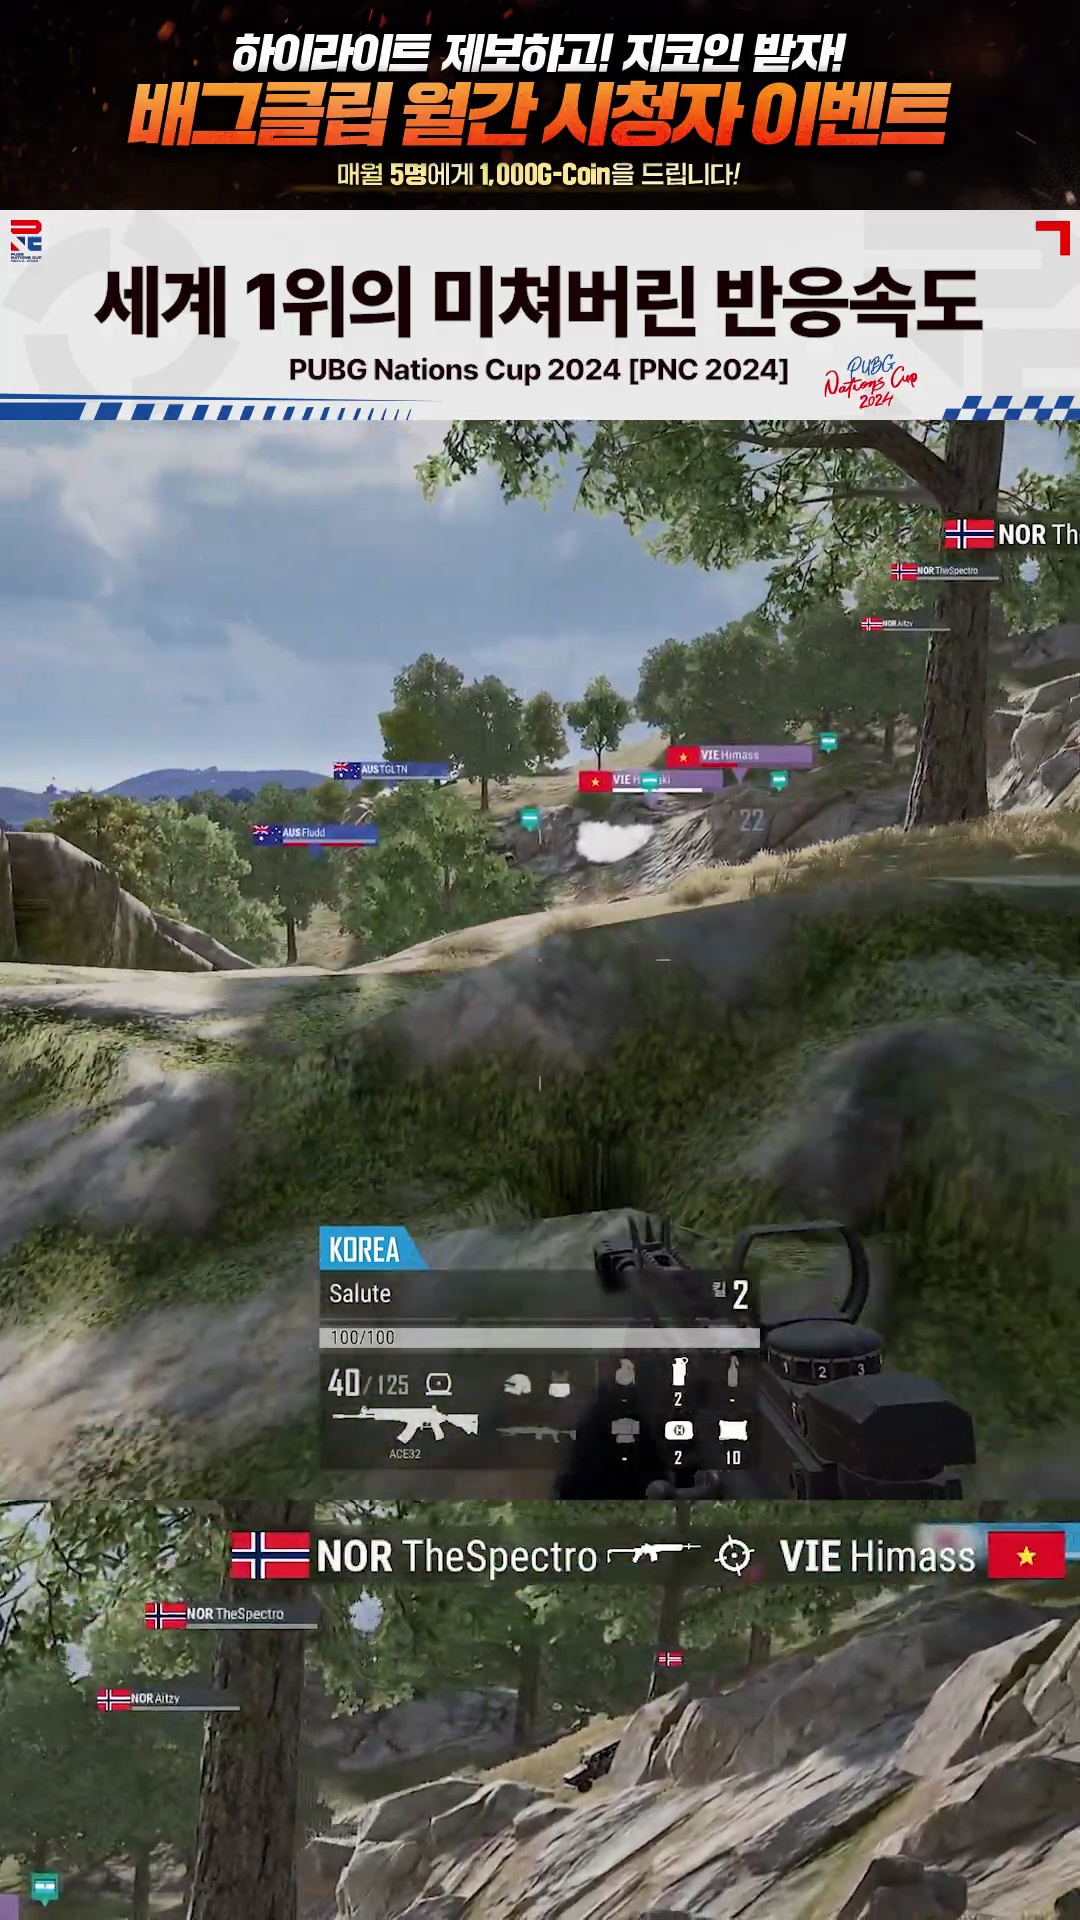 하이라이트 제보하고! 지코인 받자!
배그클립 월간 시청자 이벤트
매월 5명에게 1,000G-Coin을 드립니다!
세계 1위의 미쳐버린 반응속도
PUBG Nations Cup 2024 [PNC 2024]
PUBG
Nations Cup
2024
NOR Th
NOR TheSpectro
NOR Aitzy
VIE Himass
AUS TGLTN
VIE
AUS Fludd
22
KOREA
Salute
킬 2
100/100
40/125
2
2
10
ACE32
1 2 3
NOR TheSpectro VIE Himass
NOR TheSpectro
NOR Aitzy